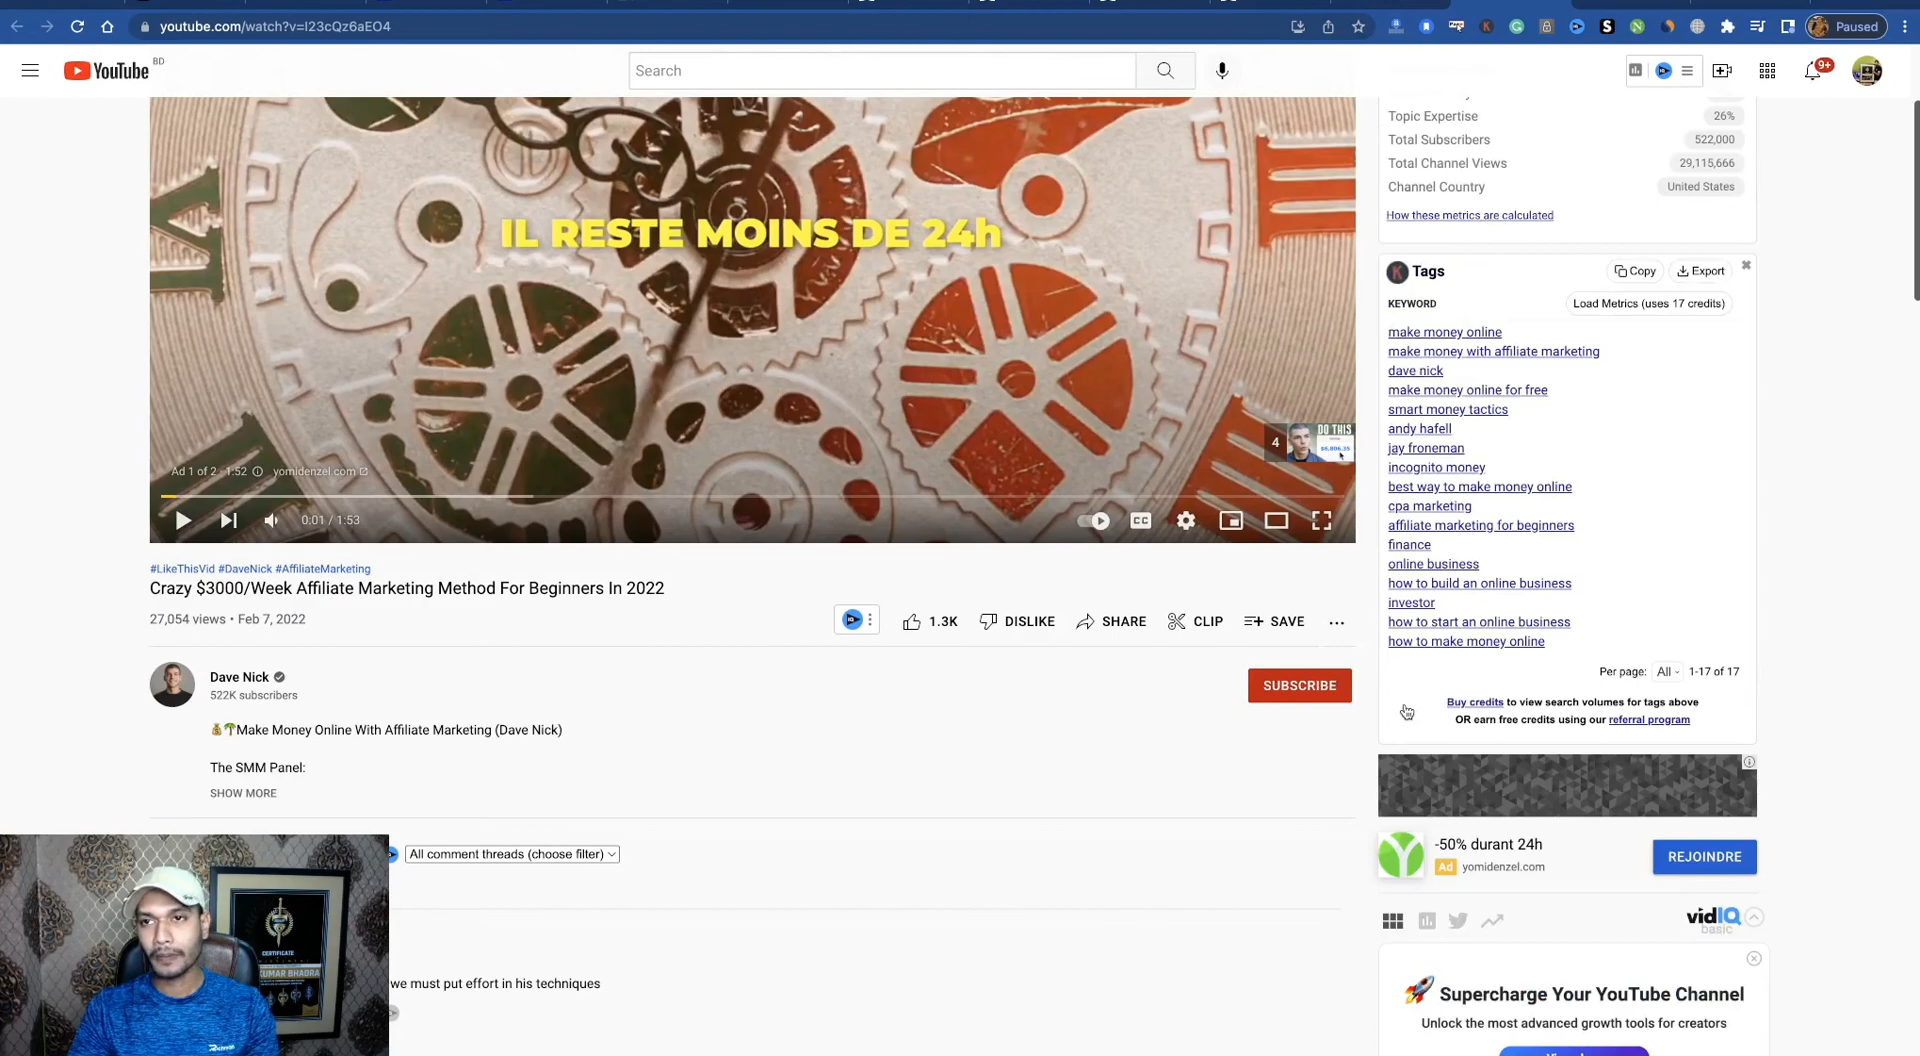 youtube.com/watch?v=I23cQz6aEO4
Paused
YouTube BD
Search
9+
Topic Expertise 26%
Total Subscribers 522,000
Total Channel Views 29,115,666
Channel Country United States
How these metrics are calculated
IL RESTE MOINS DE 24h
4
DO THIS
Ad 1 of 2 · 1:52 yomidenzel.com
0:01 / 1:53
CC
K Tags Copy Export
KEYWORD Load Metrics (uses 17 credits)
make money online
make money with affiliate marketing
dave nick
make money online for free
smart money tactics
andy hafell
jay froneman
incognito money
best way to make money online
cpa marketing
affiliate marketing for beginners
finance
online business
how to build an online business
investor
how to start an online business
how to make money online
Per page: All 1-17 of 17
Buy credits to view search volumes for tags above
OR earn free credits using our referral program
#LikeThisVid #DaveNick #AffiliateMarketing
Crazy $3000/Week Affiliate Marketing Method For Beginners In 2022
27,054 views • Feb 7, 2022
1.3K DISLIKE SHARE CLIP SAVE
Dave Nick
522K subscribers
SUBSCRIBE
💰🌴Make Money Online With Affiliate Marketing (Dave Nick)
The SMM Panel:
SHOW MORE
All comment threads (choose filter)
we must put effort in his techniques
CERTIFICATE
KUMAR BHADRA
-50% durant 24h
Ad yomidenzel.com
REJOINDRE
vidIQ
basic
🚀 Supercharge Your YouTube Channel
Unlock the most advanced growth tools for creators